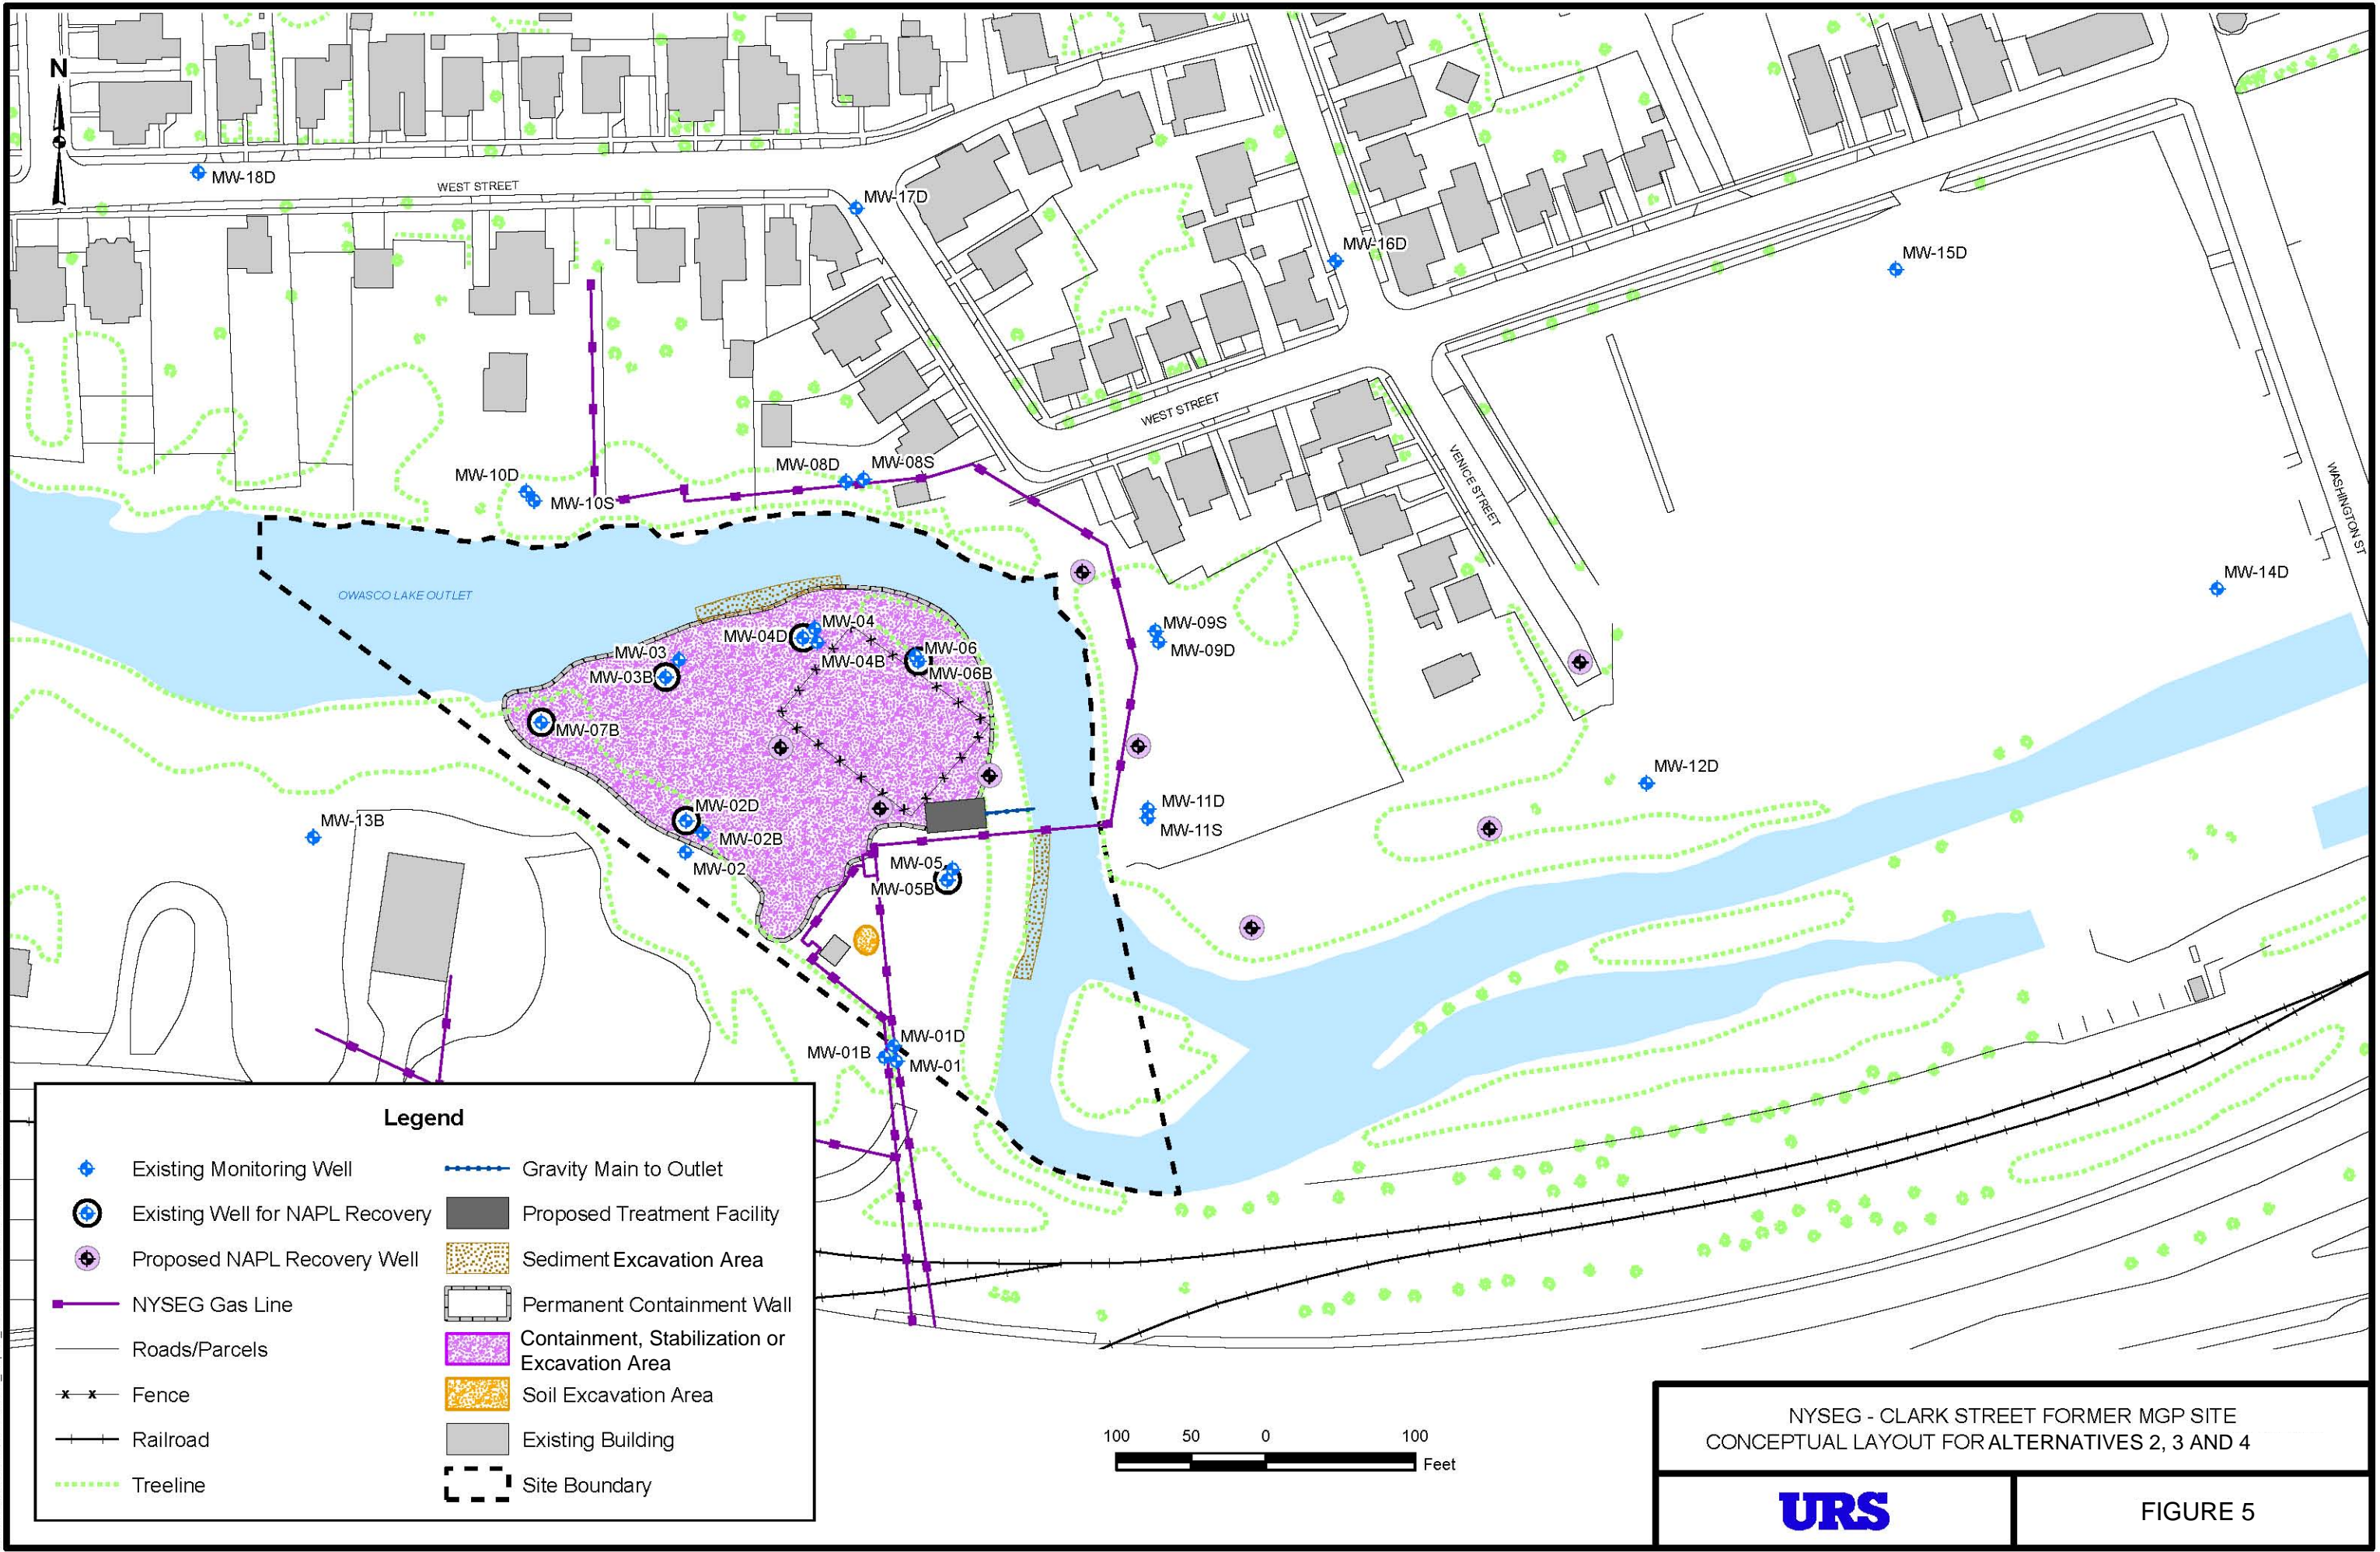 N
MW-18D
WEST STREET
MW-17D
MW-16D
MW-15D
WEST STREET
VENICE STREET
WASHINGTON ST
MW-10D
MW-10S
MW-08D
MW-08S
OWASCO LAKE OUTLET
MW-14D
MW-09S
MW-09D
MW-04
MW-04D
MW-04B
MW-03
MW-03B
MW-06
MW-06B
MW-07B
MW-12D
MW-02D
MW-02B
MW-02
MW-11D
MW-11S
MW-13B
MW-05
MW-05B
MW-01D
MW-01B
MW-01
Legend
Existing Monitoring Well
Existing Well for NAPL Recovery
Proposed NAPL Recovery Well
NYSEG Gas Line
Roads/Parcels
Fence
Railroad
Treeline
Gravity Main to Outlet
Proposed Treatment Facility
Sediment Excavation Area
Permanent Containment Wall
Containment, Stabilization or
Excavation Area
Soil Excavation Area
Existing Building
Site Boundary
100 50 0 100
Feet
NYSEG - CLARK STREET FORMER MGP SITE
CONCEPTUAL LAYOUT FOR ALTERNATIVES 2, 3 AND 4
URS
FIGURE 5